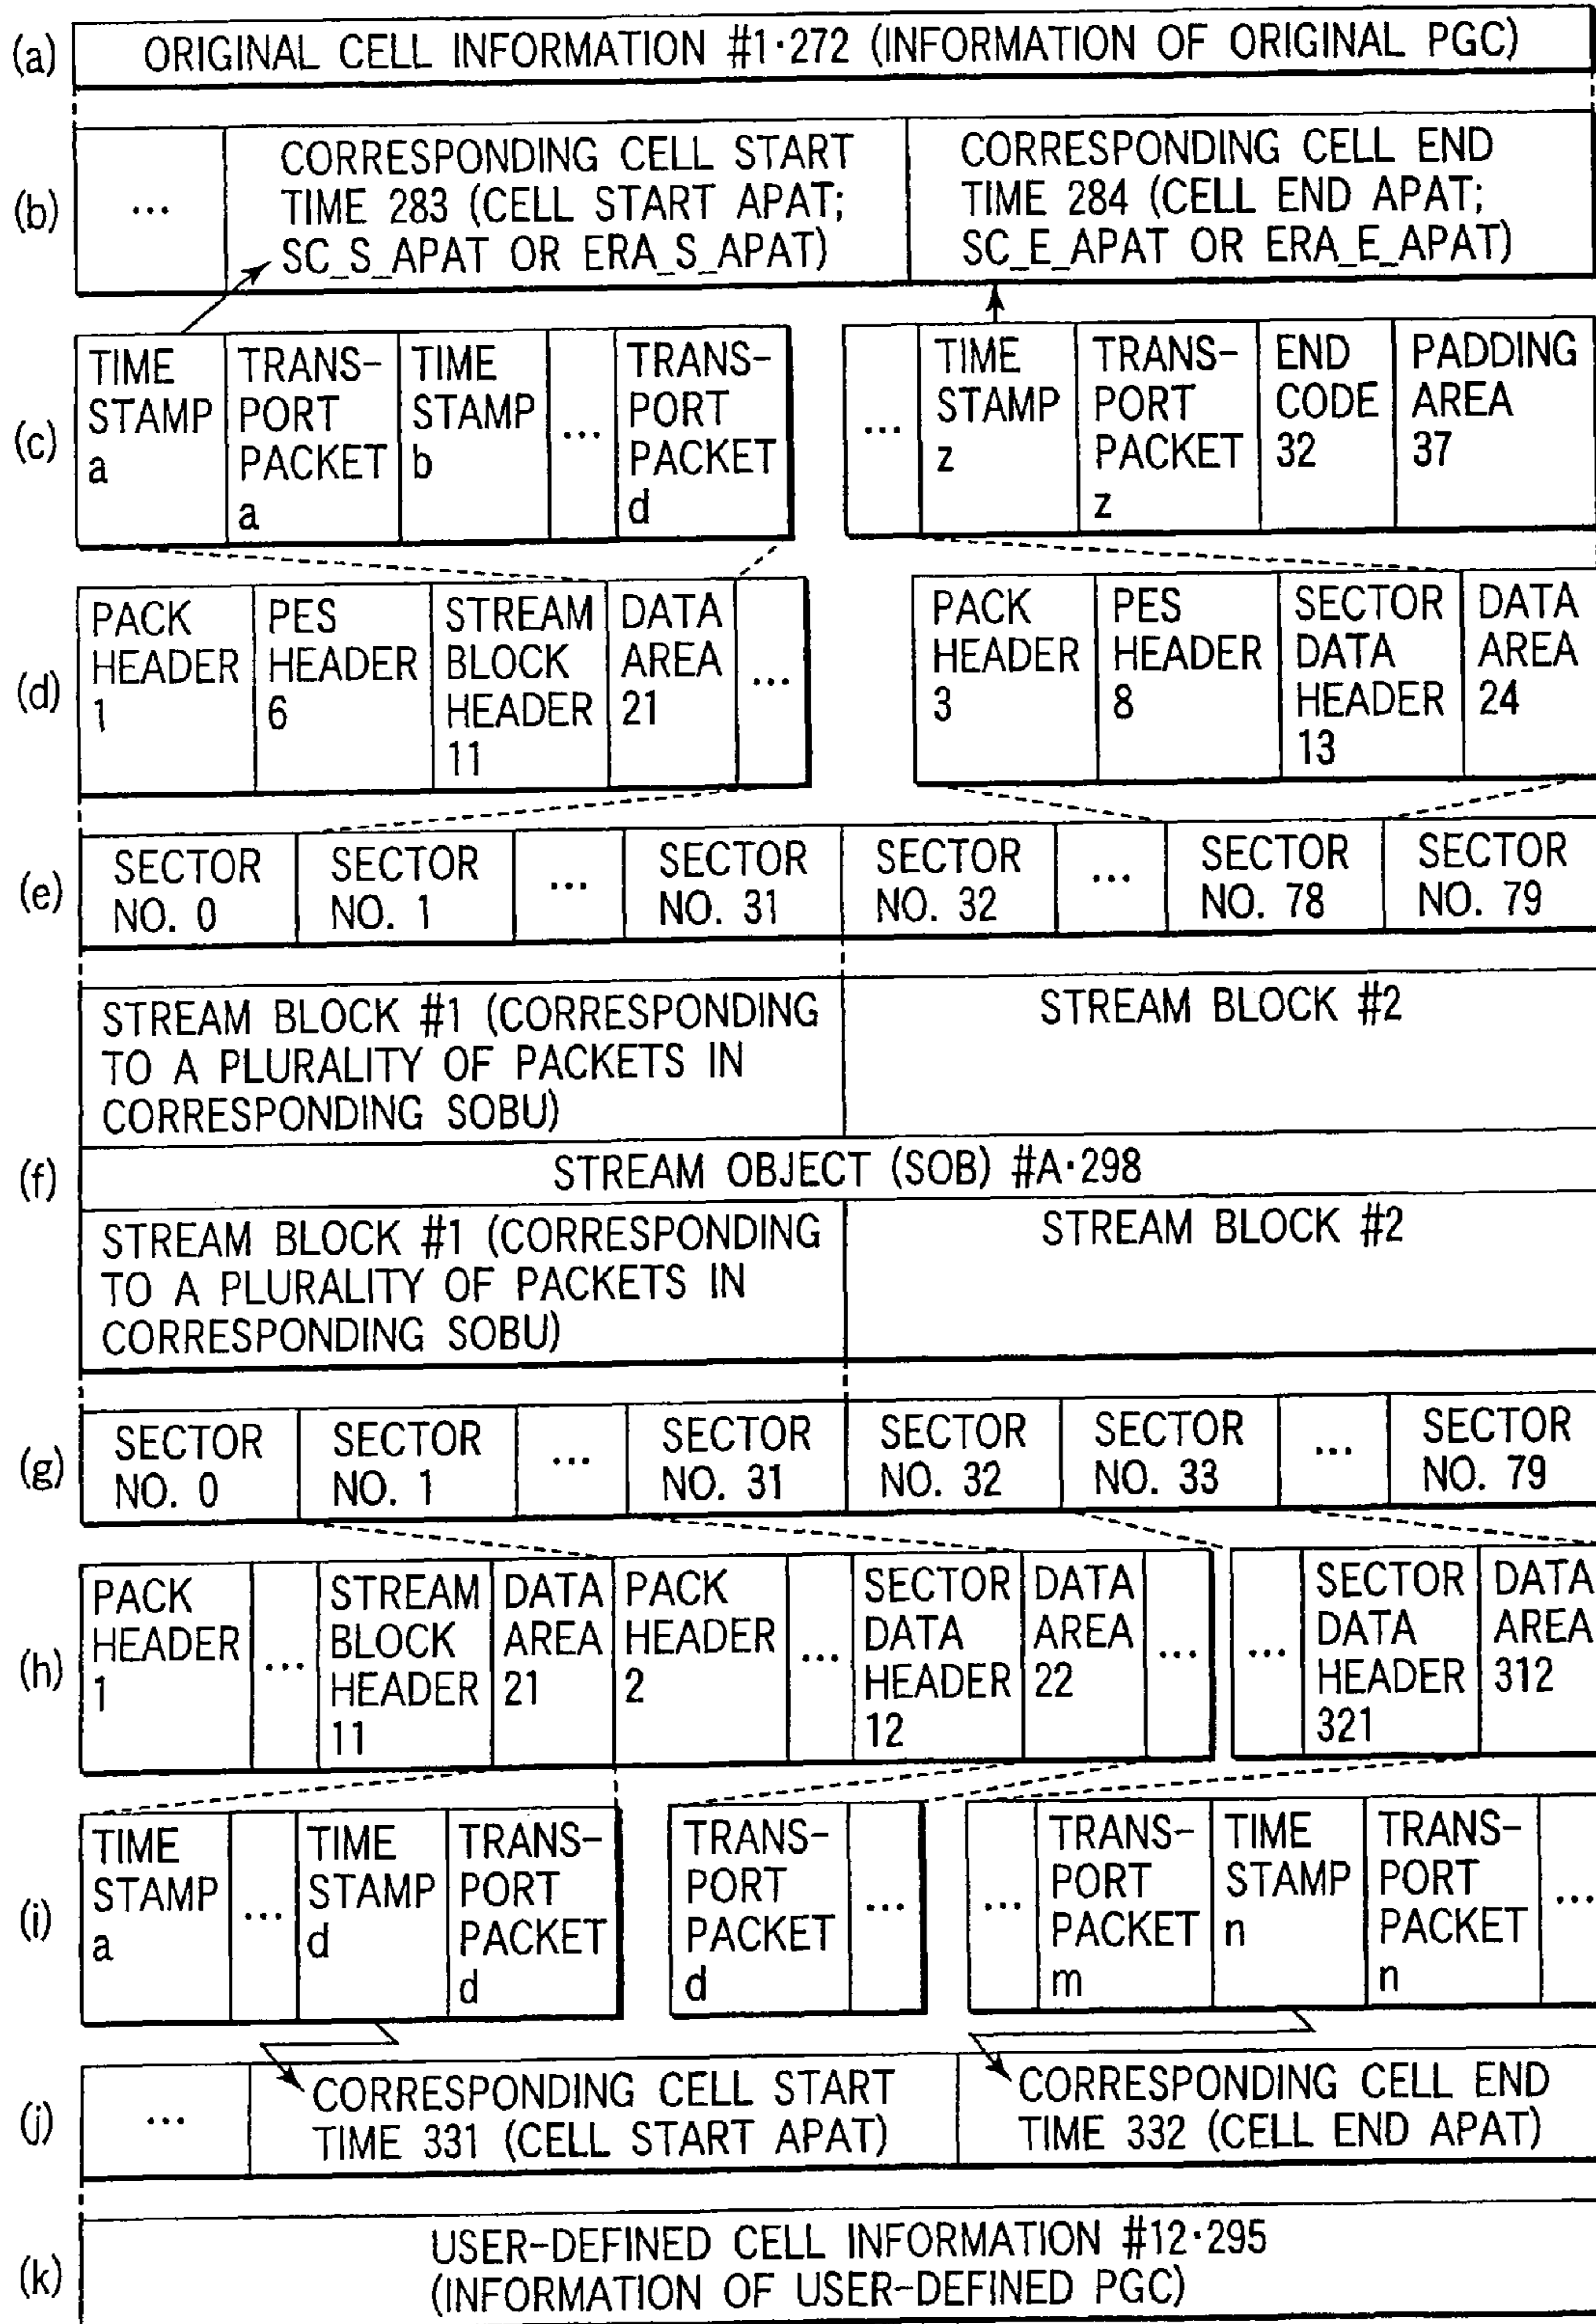 (a) ORIGINAL CELL INFORMATION #1·272 (INFORMATION OF ORIGINAL PGC)
(b)
...
CORRESPONDING CELL START
TIME 283 (CELL START APAT;
SC_S_APAT OR ERA_S_APAT)
CORRESPONDING CELL END
TIME 284 (CELL END APAT;
SC_E_APAT OR ERA_E_APAT)
(c)
TIME
STAMP
a
TRANS-
PORT
PACKET
a
TIME
STAMP
b
...
TRANS-
PORT
PACKET
d
...
TIME
STAMP
z
TRANS-
PORT
PACKET
z
END
CODE
32
PADDING
AREA
37
(d)
PACK
HEADER
1
PES
HEADER
6
STREAM
BLOCK
HEADER
11
DATA
AREA
21
...
PACK
HEADER
3
PES
HEADER
8
SECTOR
DATA
HEADER
13
DATA
AREA
24
(e)
SECTOR
NO. 0
SECTOR
NO. 1
...
SECTOR
NO. 31
SECTOR
NO. 32
...
SECTOR
NO. 78
SECTOR
NO. 79
(f)
STREAM BLOCK #1 (CORRESPONDING
TO A PLURALITY OF PACKETS IN
CORRESPONDING SOBU)
STREAM BLOCK #2
STREAM OBJECT (SOB) #A·298
STREAM BLOCK #1 (CORRESPONDING
TO A PLURALITY OF PACKETS IN
CORRESPONDING SOBU)
STREAM BLOCK #2
(g)
SECTOR
NO. 0
SECTOR
NO. 1
...
SECTOR
NO. 31
SECTOR
NO. 32
SECTOR
NO. 33
...
SECTOR
NO. 79
(h)
PACK
HEADER
1
...
STREAM
BLOCK
HEADER
11
DATA
AREA
21
PACK
HEADER
2
...
SECTOR
DATA
HEADER
12
DATA
AREA
22
...
...
SECTOR
DATA
HEADER
321
DATA
AREA
312
(i)
TIME
STAMP
a
...
TIME
STAMP
d
TRANS-
PORT
PACKET
d
TRANS-
PORT
PACKET
d
...
...
TRANS-
PORT
PACKET
m
TIME
STAMP
n
TRANS-
PORT
PACKET
n
...
(j)
...
CORRESPONDING CELL START
TIME 331 (CELL START APAT)
CORRESPONDING CELL END
TIME 332 (CELL END APAT)
(k)
USER-DEFINED CELL INFORMATION #12·295
(INFORMATION OF USER-DEFINED PGC)